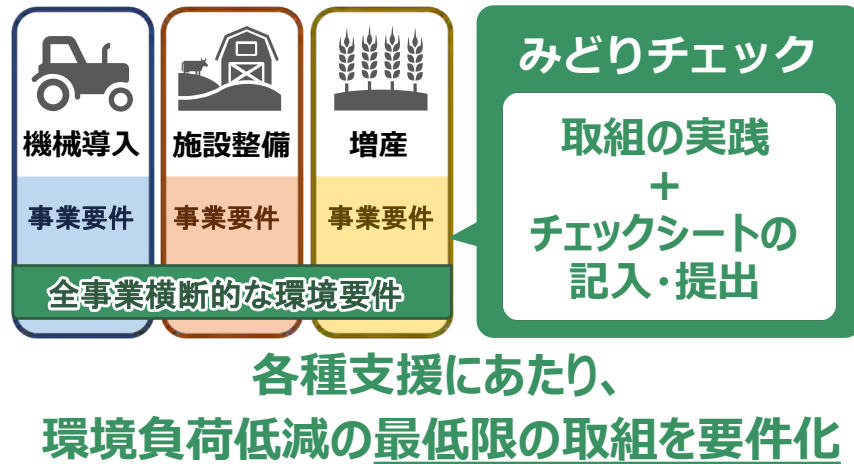 機械導入
施設整備
増産
事業要件
事業要件
事業要件
全事業横断的な環境要件
みどりチェック
取組の実践
+
チェックシートの
記入・提出
各種支援にあたり、
環境負荷低減の最低限の取組を要件化